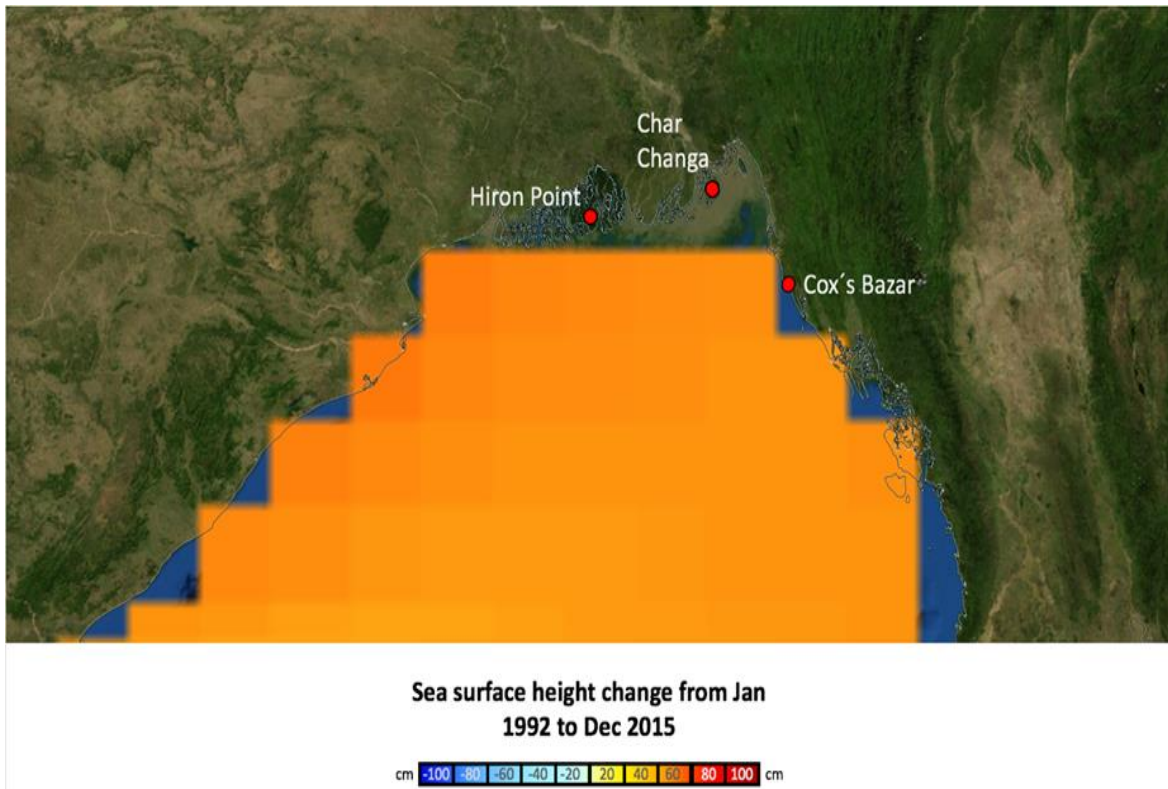 Char
Changa
Hiron Point
Cox´s Bazar
Sea surface height change from Jan
1992 to Dec 2015
cm -100 -80 -60 -40 -20 20 40 60 80 100 cm